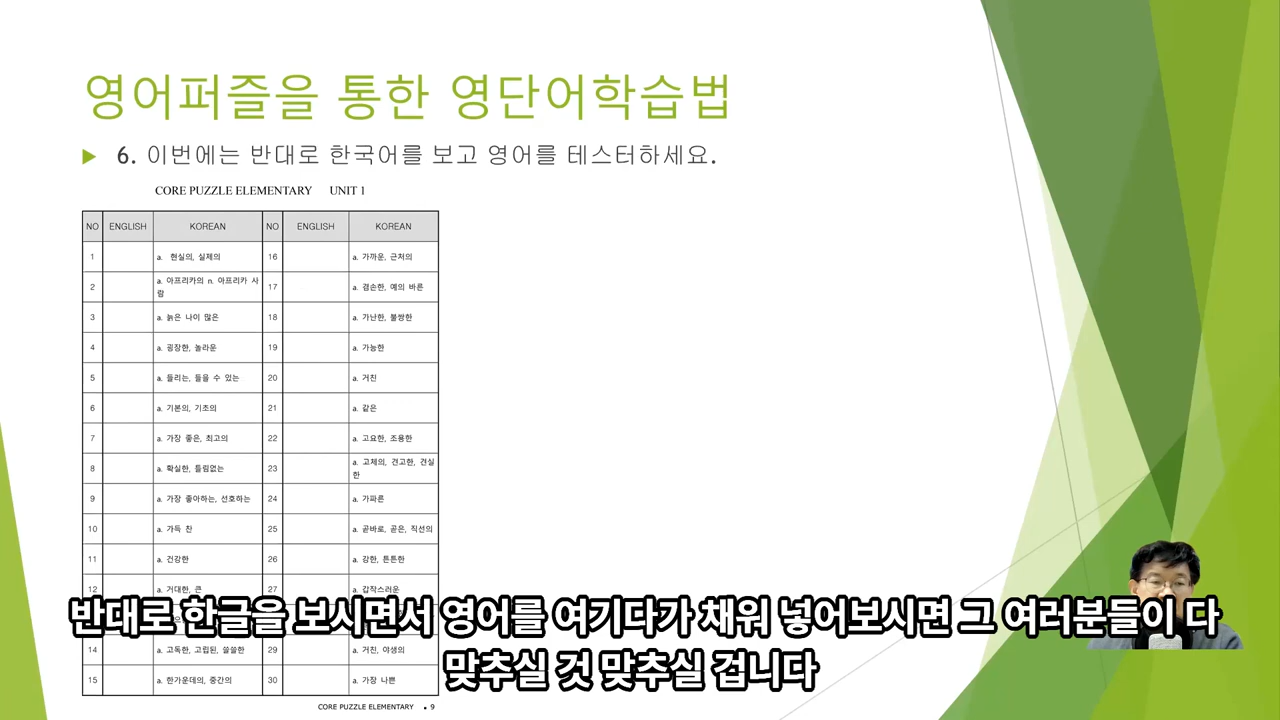 영어퍼즐을 통한 영단어학습법
6. 이번에는 반대로 한국어를 보고 영어를 테스터하세요.
CORE PUZZLE ELEMENTARY UNIT 1
NO ENGLISH KOREAN NO ENGLISH KOREAN
1 a. 현실의, 실제의 16 a. 가까운, 근처의
2 a. 아프리카의 n. 아프리카 사람 17 a. 겸손한, 예의 바른
3 a. 늙은 나이 많은 18 a. 가난한, 불쌍한
4 a. 굉장한, 놀라운 19 a. 가능한
5 a. 들리는, 들을 수 있는 20 a. 거친
6 a. 기본의, 기초의 21 a. 같은
7 a. 가장 좋은, 최고의 22 a. 고요한, 조용한
8 a. 확실한, 틀림없는 23 a. 고체의, 견고한, 견실한
9 a. 가장 좋아하는, 선호하는 24 a. 가파른
10 a. 가득 찬 25 a. 곧바로, 곧은, 직선의
11 a. 건강한 26 a. 강한, 튼튼한
12 a. 거대한, 큰 27 a. 갑작스러운
반대로 한글을 보시면서 영어를 여기다가 채워 넣어보시면 그 여러분들이 다
맞추실 것 맞추실 겁니다
14 a. 고독한, 고립된, 쓸쓸한 29 a. 거친, 야생의
15 a. 한가운데의, 중간의 30 a. 가장 나쁜
CORE PUZZLE ELEMENTARY • 9